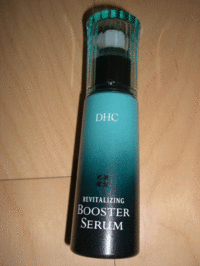 DHC
REVITALIZING
BOOSTER
SERUM